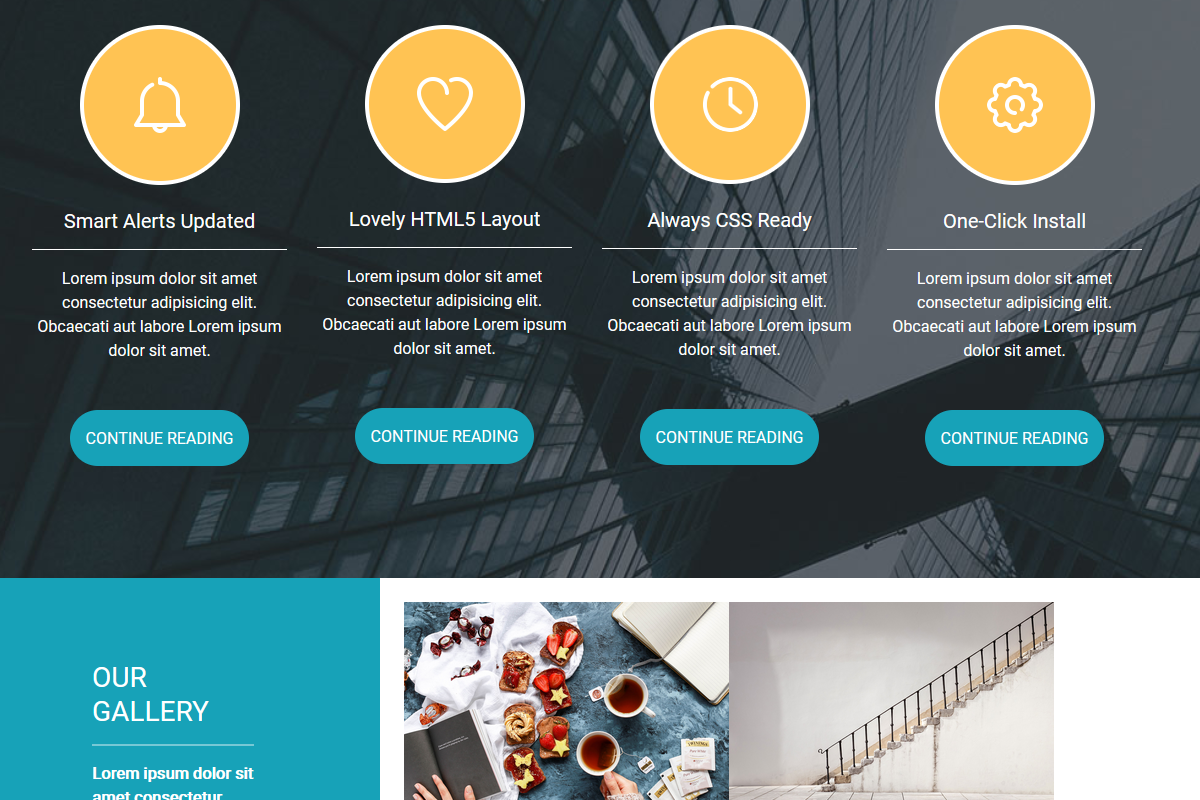 Smart Alerts Updated
Lorem ipsum dolor sit amet
consectetur adipisicing elit.
Obcaecati aut labore Lorem ipsum
dolor sit amet.
CONTINUE READING
Lovely HTML5 Layout
Lorem ipsum dolor sit amet
consectetur adipisicing elit.
Obcaecati aut labore Lorem ipsum
dolor sit amet.
CONTINUE READING
Always CSS Ready
Lorem ipsum dolor sit amet
consectetur adipisicing elit.
Obcaecati aut labore Lorem ipsum
dolor sit amet.
CONTINUE READING
One-Click Install
Lorem ipsum dolor sit amet
consectetur adipisicing elit.
Obcaecati aut labore Lorem ipsum
dolor sit amet.
CONTINUE READING
OUR
GALLERY
Lorem ipsum dolor sit
amet consectetur
TWININGS